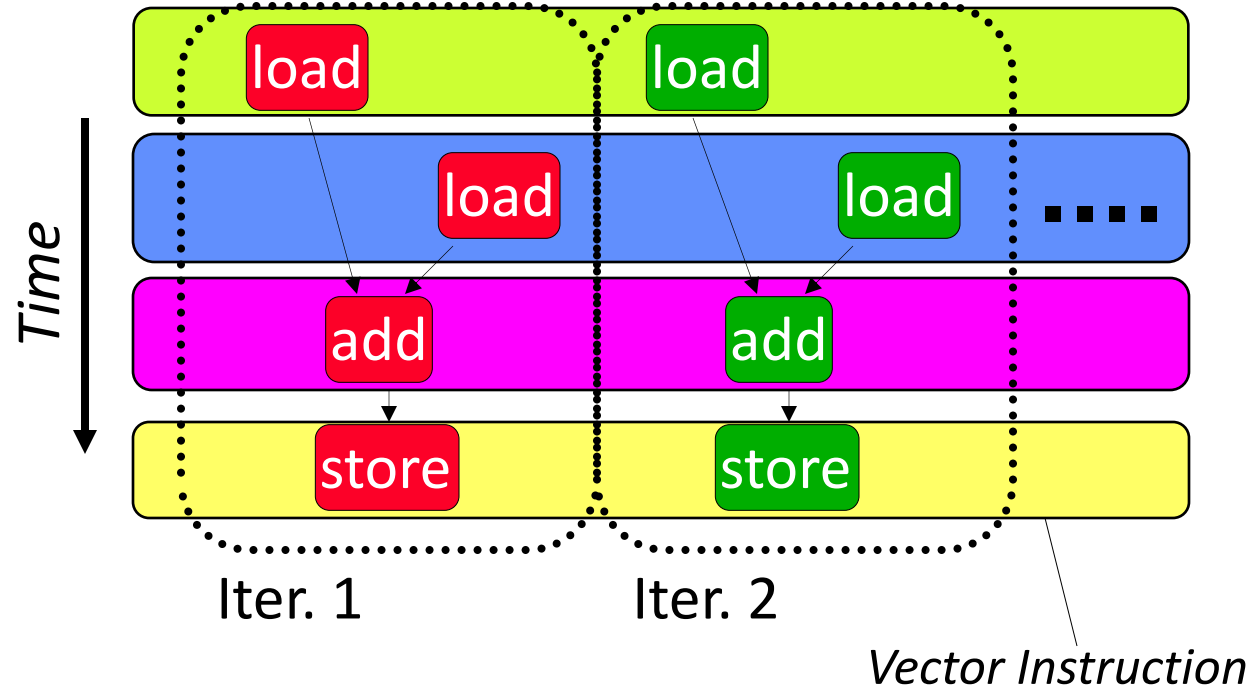 load load
load load
Time
add add
store store
Iter. 1 Iter. 2
Vector Instruction